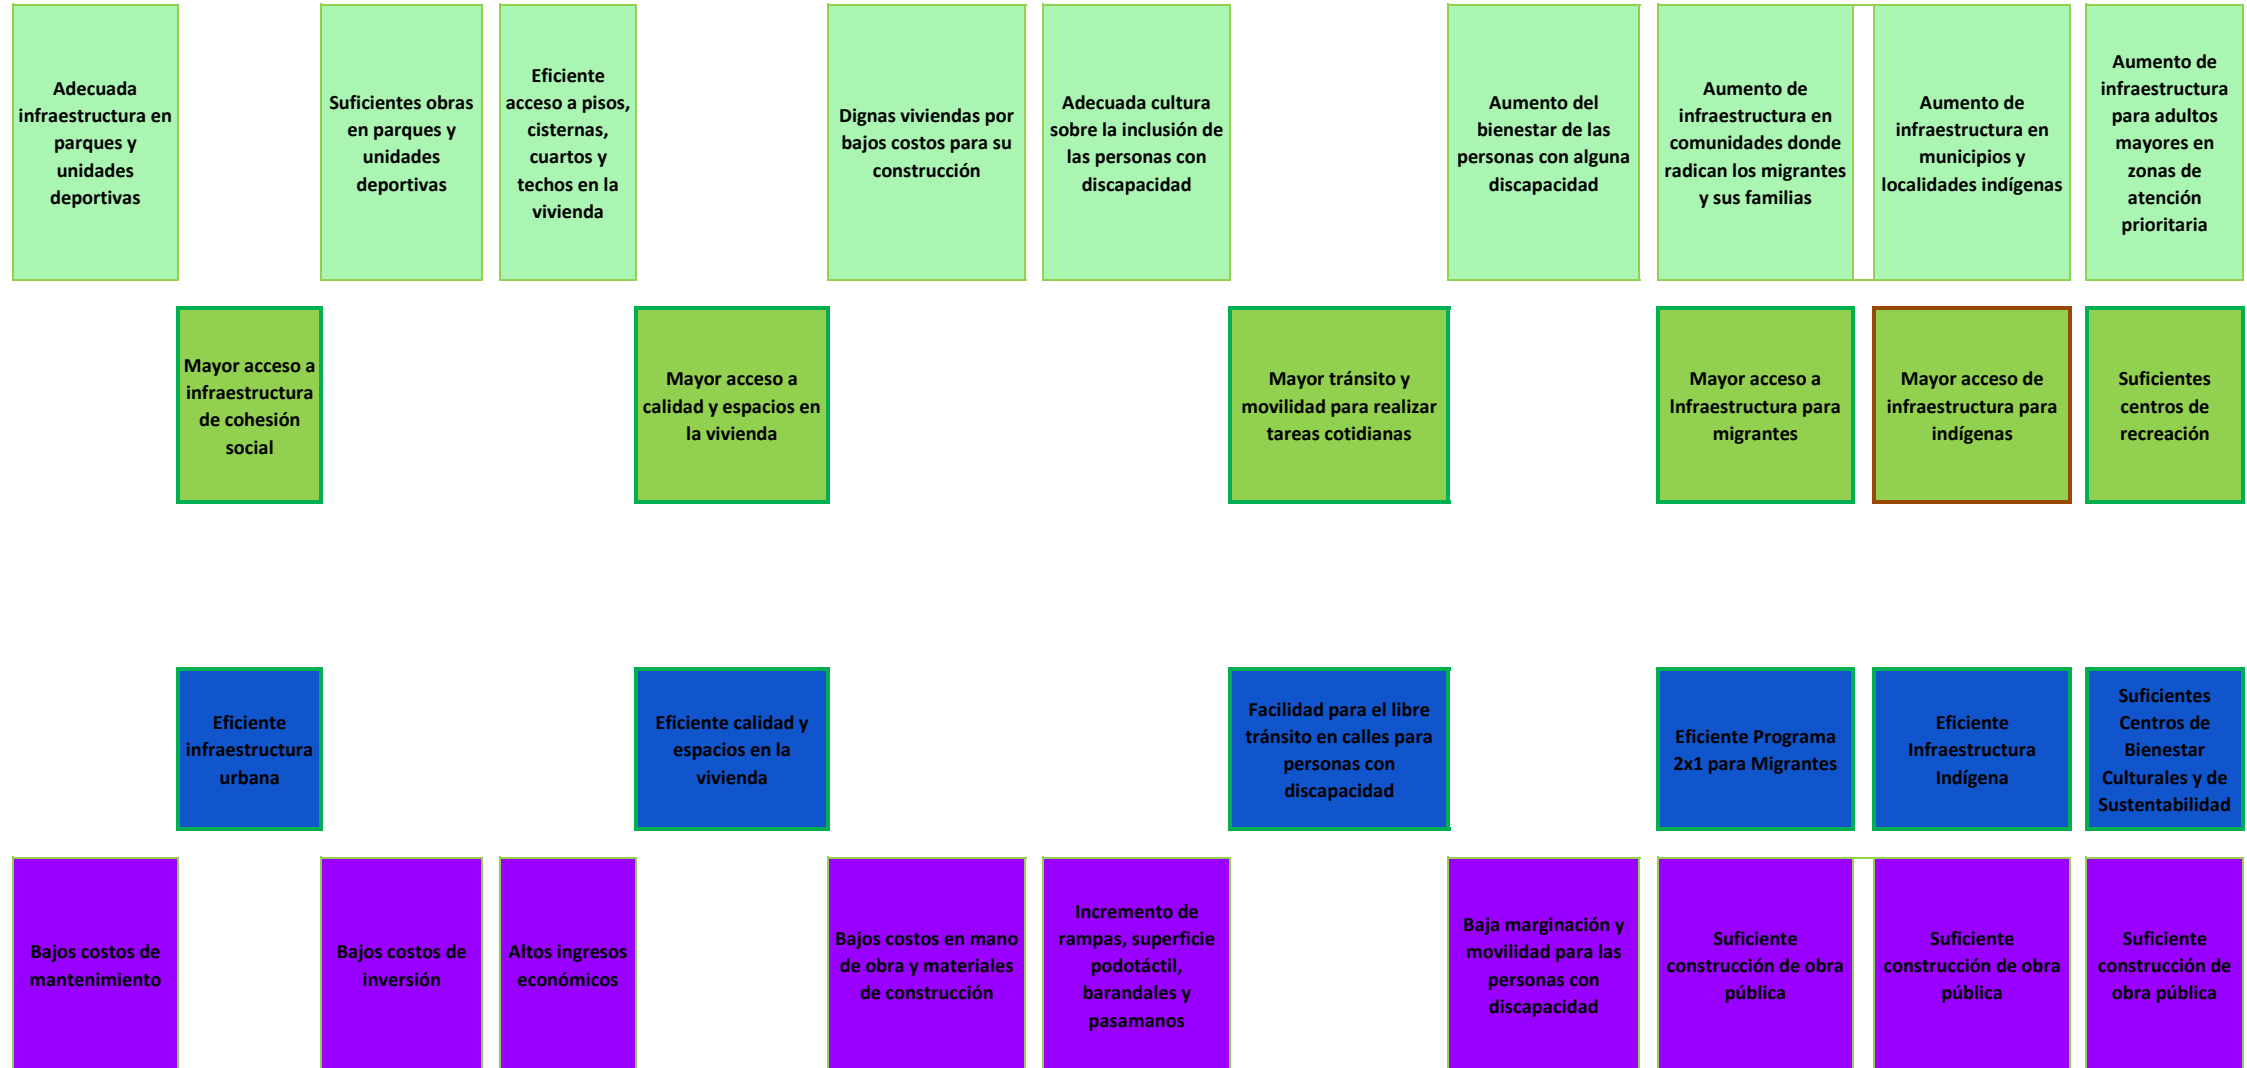 Adecuada
infraestructura en
parques y
unidades
deportivas
Suficientes obras
en parques y
unidades
deportivas
Eficiente
acceso a pisos,
cisternas,
cuartos y
techos en la
vivienda
Dignas viviendas por
bajos costos para su
construcción
Adecuada cultura
sobre la inclusión de
las personas con
discapacidad
Aumento del
bienestar de las
personas con alguna
discapacidad
Aumento de
infraestructura en
comunidades donde
radican los migrantes
y sus familias
Aumento de
infraestructura en
municipios y
localidades indígenas
Aumento de
infraestructura
para adultos
mayores en
zonas de
atención
prioritaria
Mayor acceso a
infraestructura
de cohesión
social
Mayor acceso a
calidad y espacios en
la vivienda
Mayor tránsito y
movilidad para realizar
tareas cotidianas
Mayor acceso a
Infraestructura para
migrantes
Mayor acceso de
infraestructura para
indígenas
Suficientes
centros de
recreación
Eficiente
infraestructura
urbana
Eficiente calidad y
espacios en la
vivienda
Facilidad para el libre
tránsito en calles para
personas con
discapacidad
Eficiente Programa
2x1 para Migrantes
Eficiente
Infraestructura
Indígena
Suficientes
Centros de
Bienestar
Culturales y de
Sustentabilidad
Bajos costos de
mantenimiento
Bajos costos de
inversión
Altos ingresos
económicos
Bajos costos en mano
de obra y materiales
de construcción
Incremento de
rampas, superficie
podotáctil,
barandales y
pasamanos
Baja marginación y
movilidad para las
personas con
discapacidad
Suficiente
construcción de obra
pública
Suficiente
construcción de obra
pública
Suficiente
construcción de
obra pública